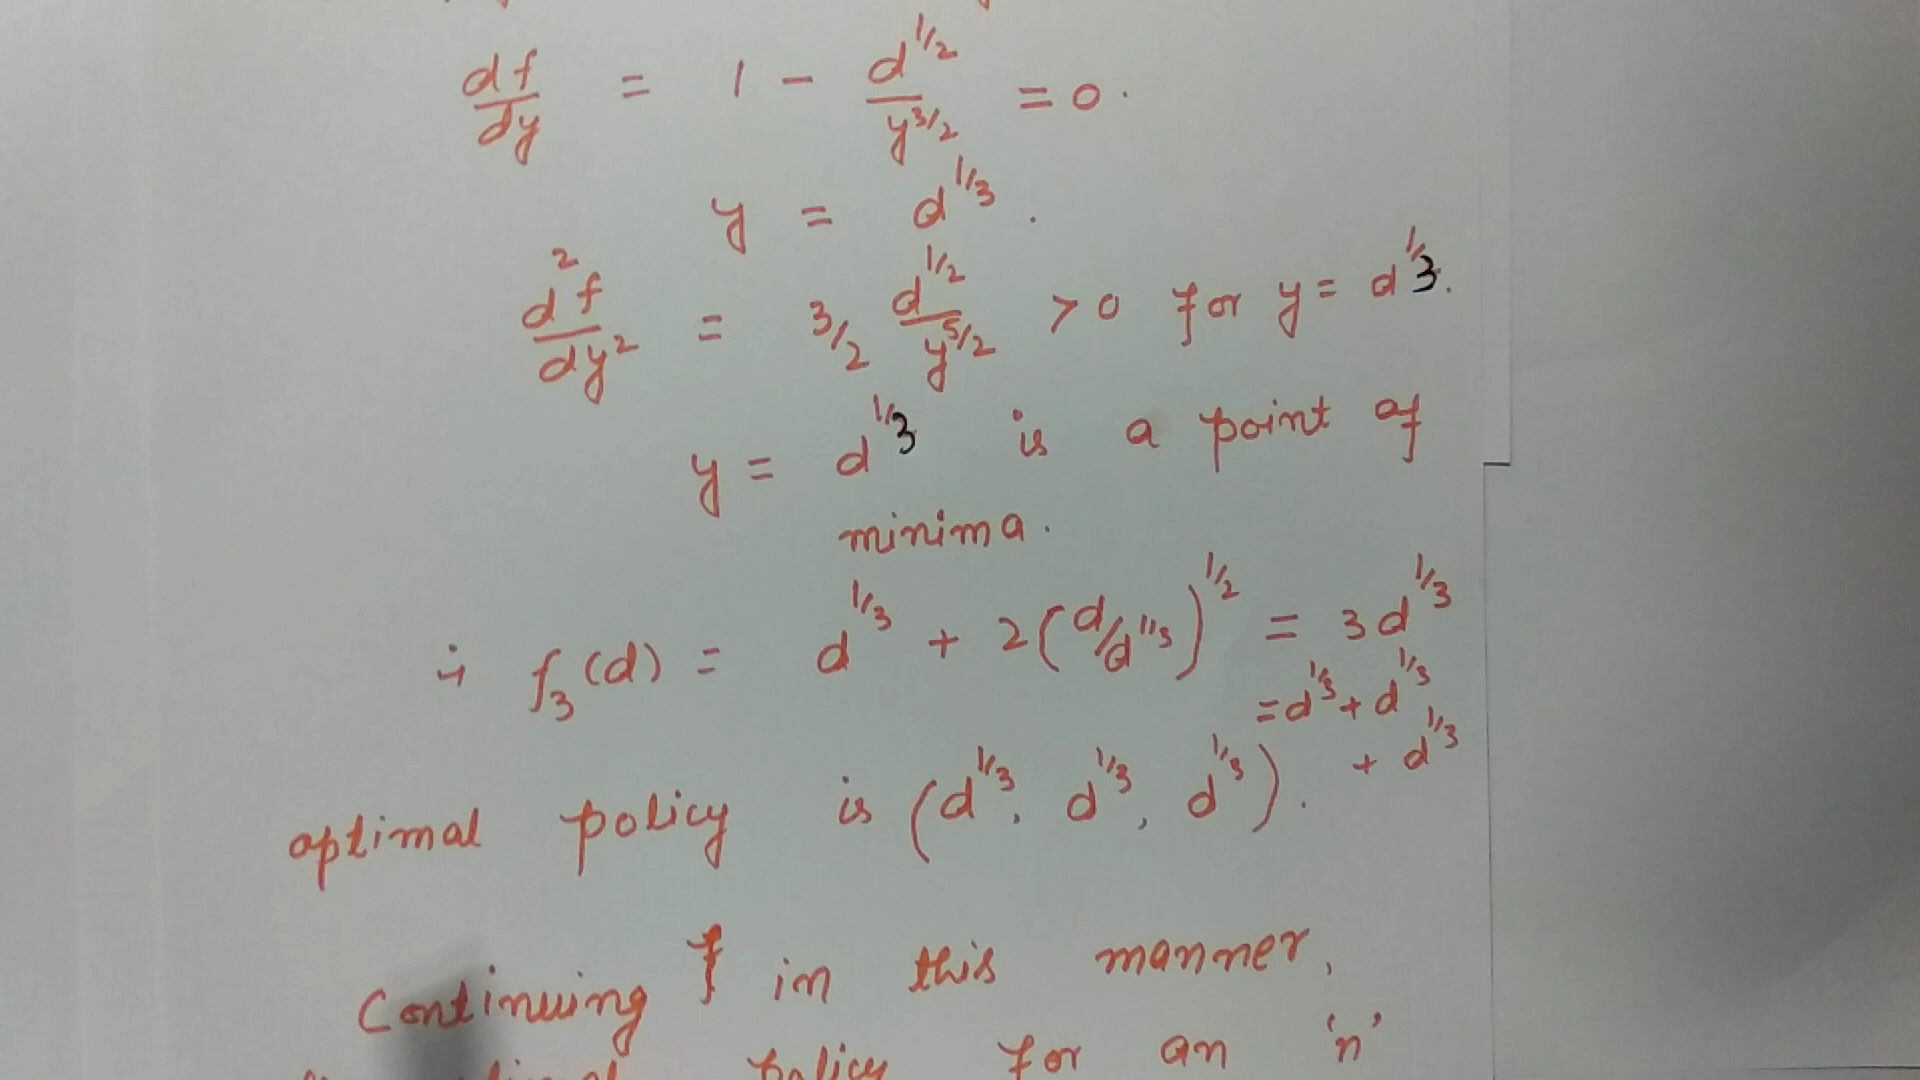 df/dy = 1 - d^1/2 / y^3/2 = 0.
y = d^1/3.
d²f/dy² = 3/2 d^1/2 / y^5/2 > 0 for y = d^1/3.
y = d^1/3 is a point of
minima.
∴ f₃(d) = d^1/3 + 2(d/d^1/3)^1/2 = 3d^1/3
= d^1/3 + d^1/3
+ d^1/3
optimal policy is (d^1/3, d^1/3, d^1/3).
Continuing in this manner,
policy for an 'n'